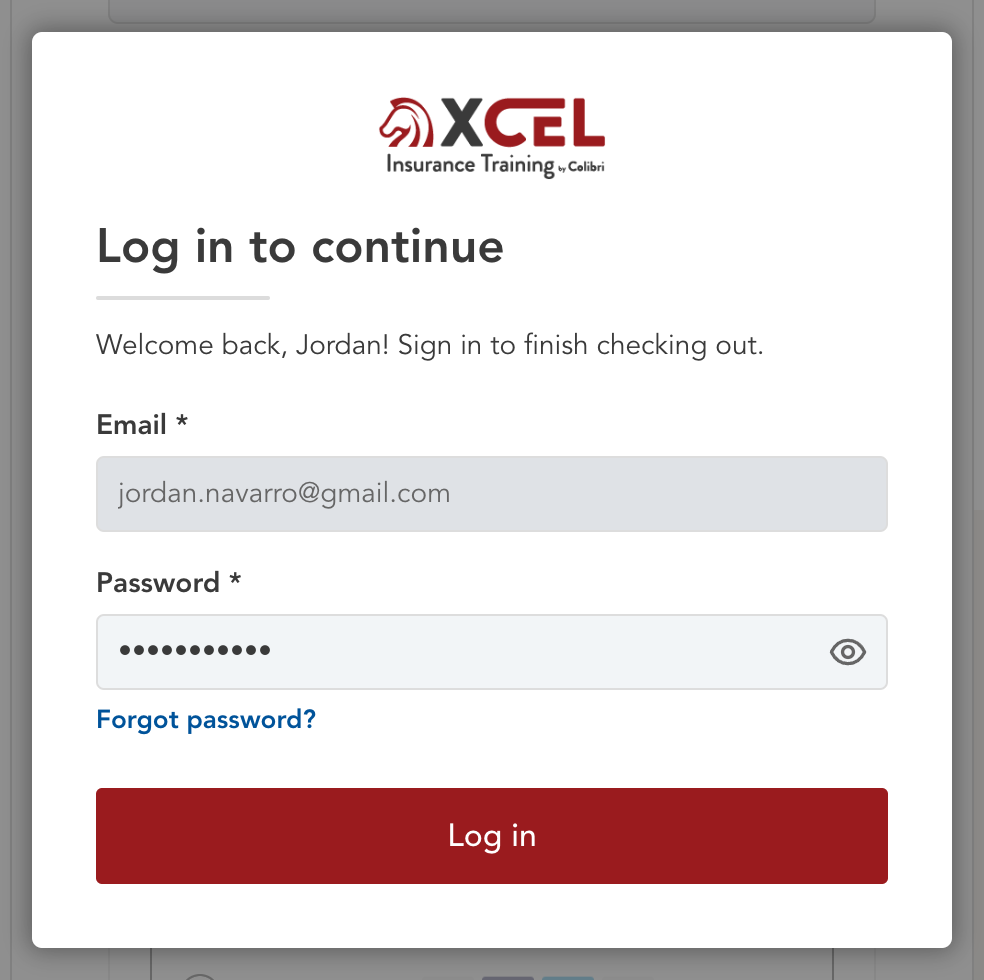 XCEL
Insurance Training by Colibri
Log in to continue
Welcome back, Jordan! Sign in to finish checking out.
Email *
jordan.navarro@gmail.com
Password *
•••••••••••
Forgot password?
Log in